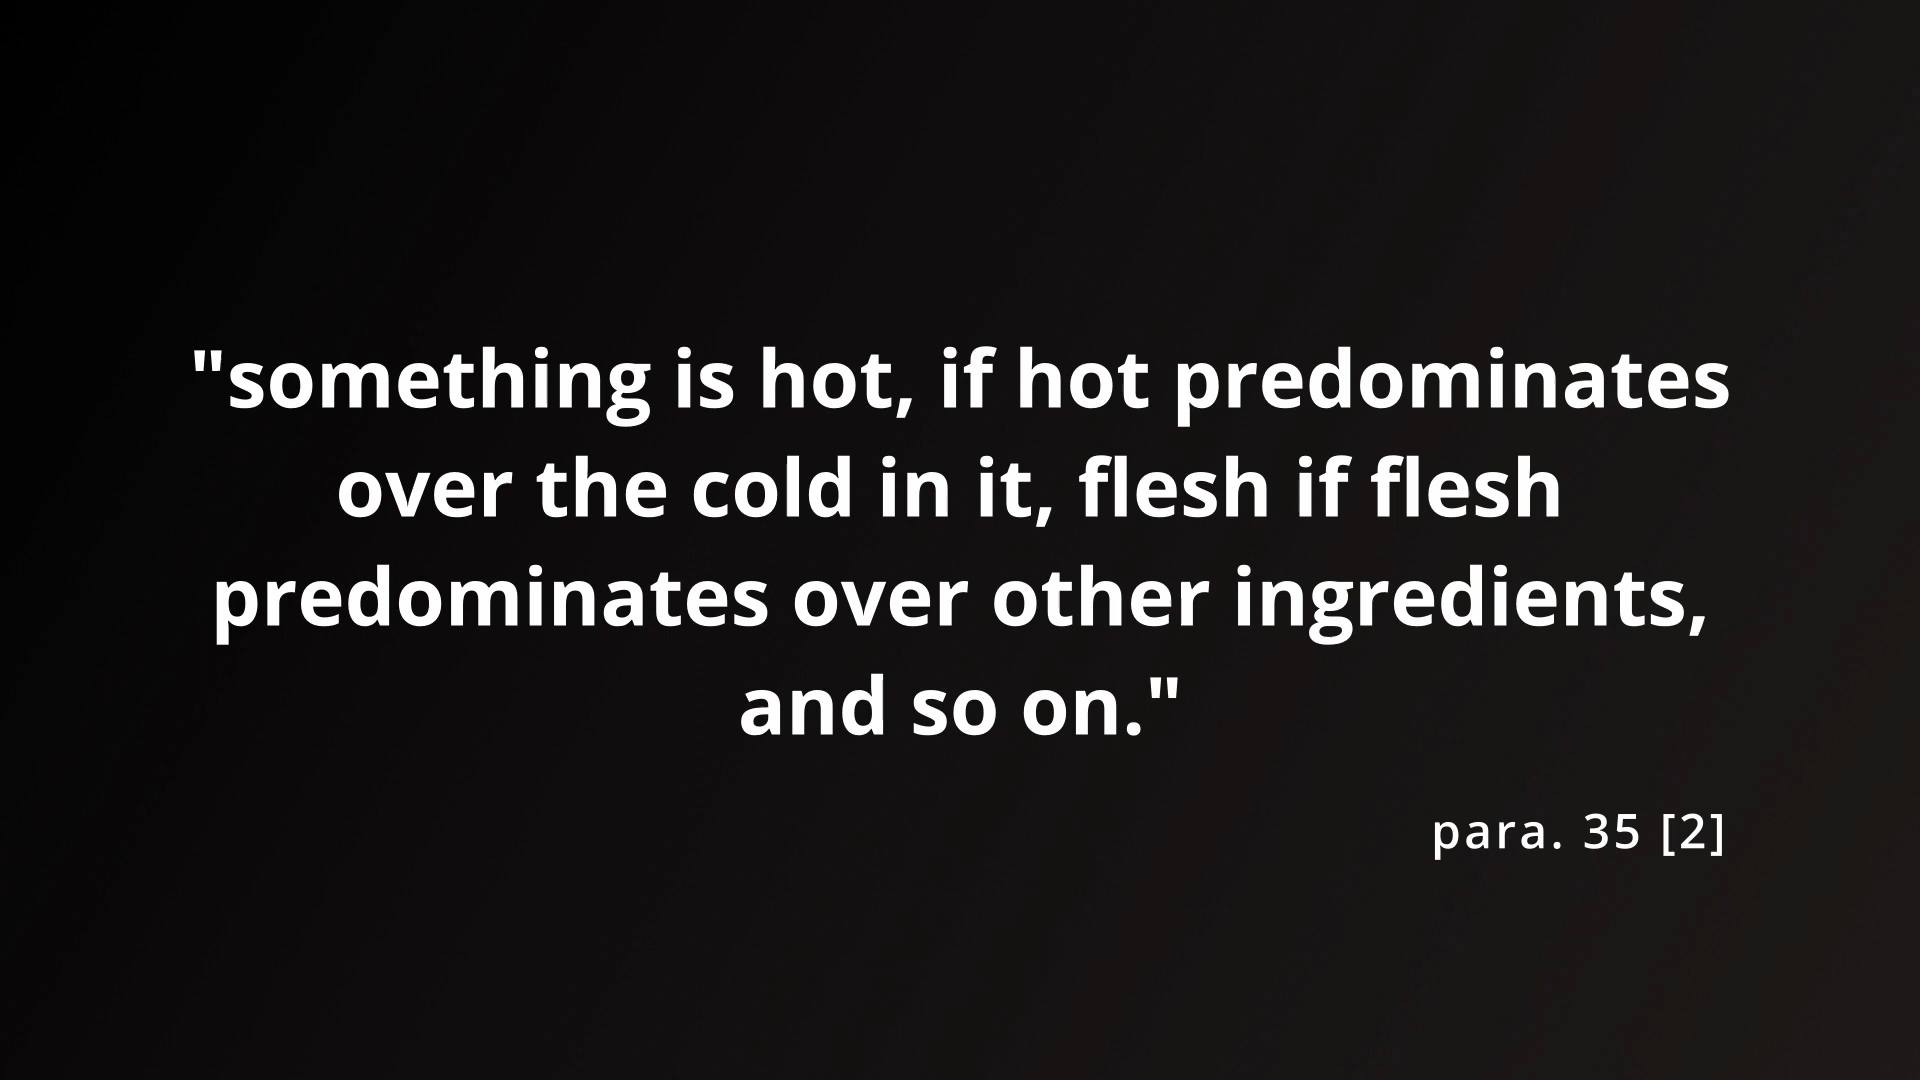 "something is hot, if hot predominates
over the cold in it, flesh if flesh
predominates over other ingredients,
and so on."
para. 35 [2]